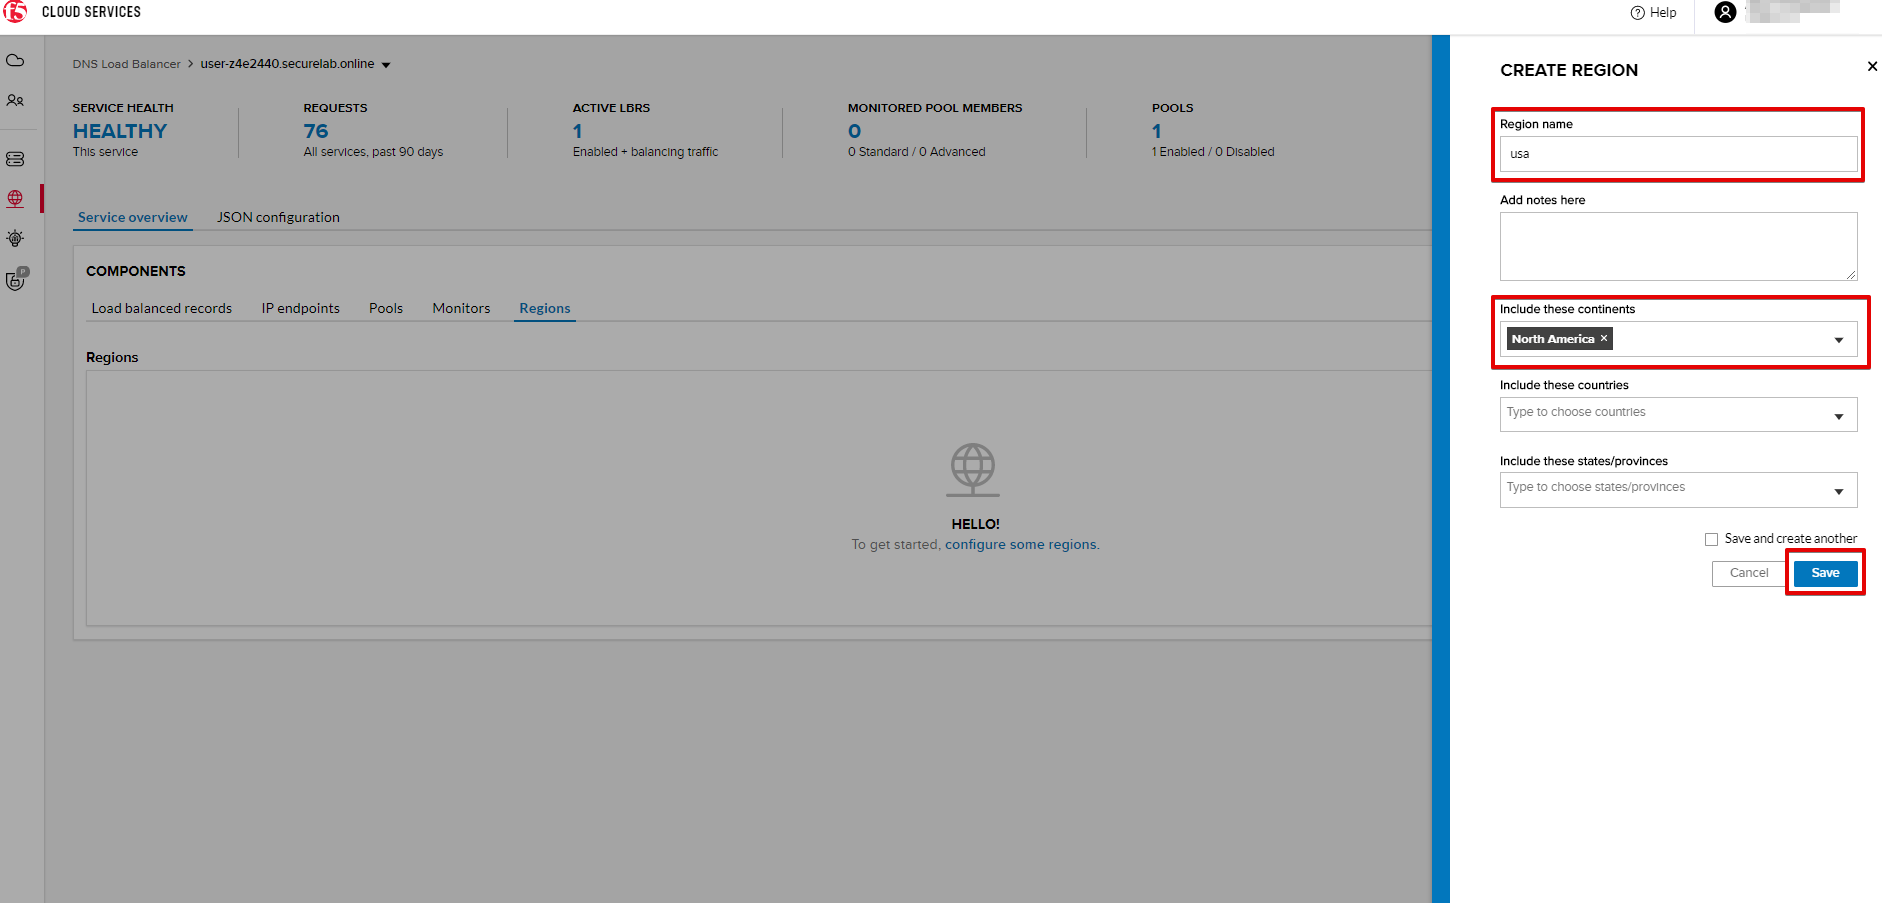 f5 CLOUD SERVICES
Help
DNS Load Balancer > user-z4e2440.securelab.online
SERVICE HEALTH
HEALTHY
This service
REQUESTS
76
All services, past 90 days
ACTIVE LBRS
1
Enabled + balancing traffic
MONITORED POOL MEMBERS
0
0 Standard / 0 Advanced
POOLS
1
1 Enabled / 0 Disabled
Service overview JSON configuration
COMPONENTS
Load balanced records IP endpoints Pools Monitors Regions
Regions
HELLO!
To get started, configure some regions.
P
CREATE REGION
Region name
usa
Add notes here
Include these continents
North America ×
Include these countries
Type to choose countries
Include these states/provinces
Type to choose states/provinces
Save and create another
Cancel Save